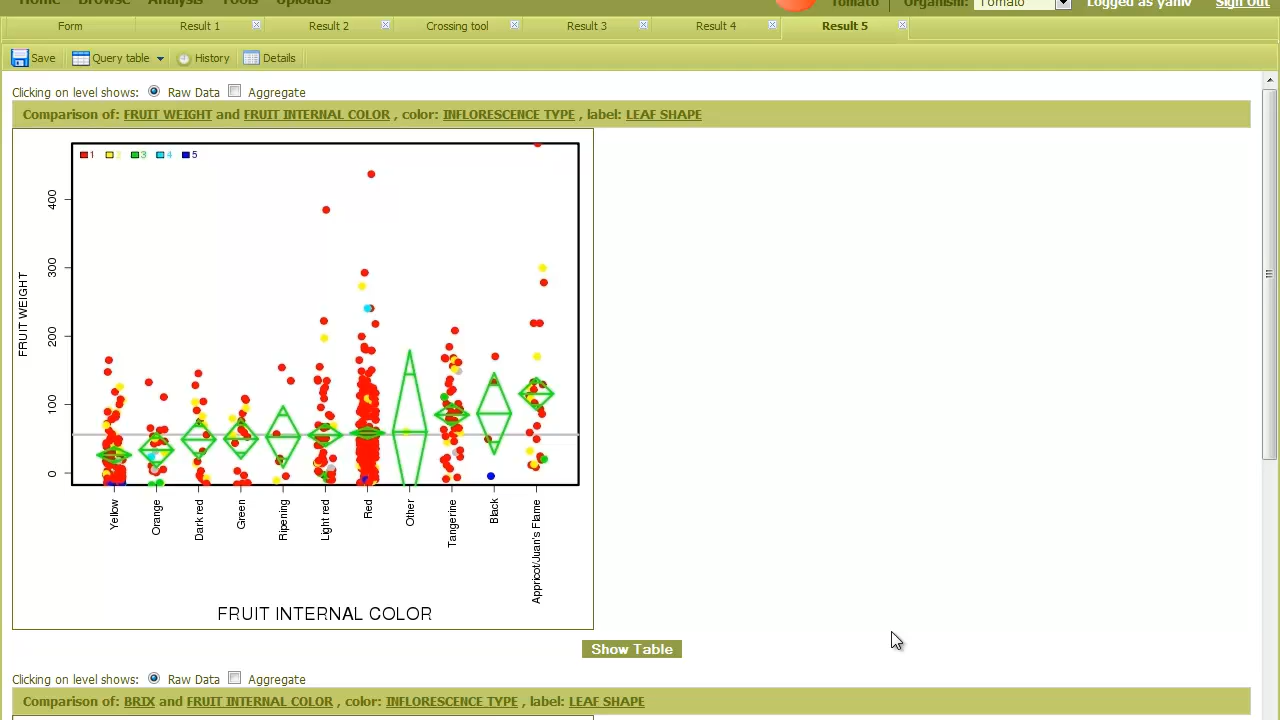 Home Browse Analysis Tools Uploads Tomato Organism: Tomato Logged as yaniv Sign Out
Form Result 1 Result 2 Crossing tool Result 3 Result 4 Result 5
Save Query table History Details
Clicking on level shows: Raw Data Aggregate
Comparison of: FRUIT WEIGHT and FRUIT INTERNAL COLOR , color: INFLORESCENCE TYPE , label: LEAF SHAPE
1 2 3 4 5
FRUIT WEIGHT
400
300
200
100
0
Yellow Orange Dark red Green Ripening Light red Red Other Tangerine Black Appricot/Juan's Flame
FRUIT INTERNAL COLOR
Show Table
Clicking on level shows: Raw Data Aggregate
Comparison of: BRIX and FRUIT INTERNAL COLOR , color: INFLORESCENCE TYPE , label: LEAF SHAPE